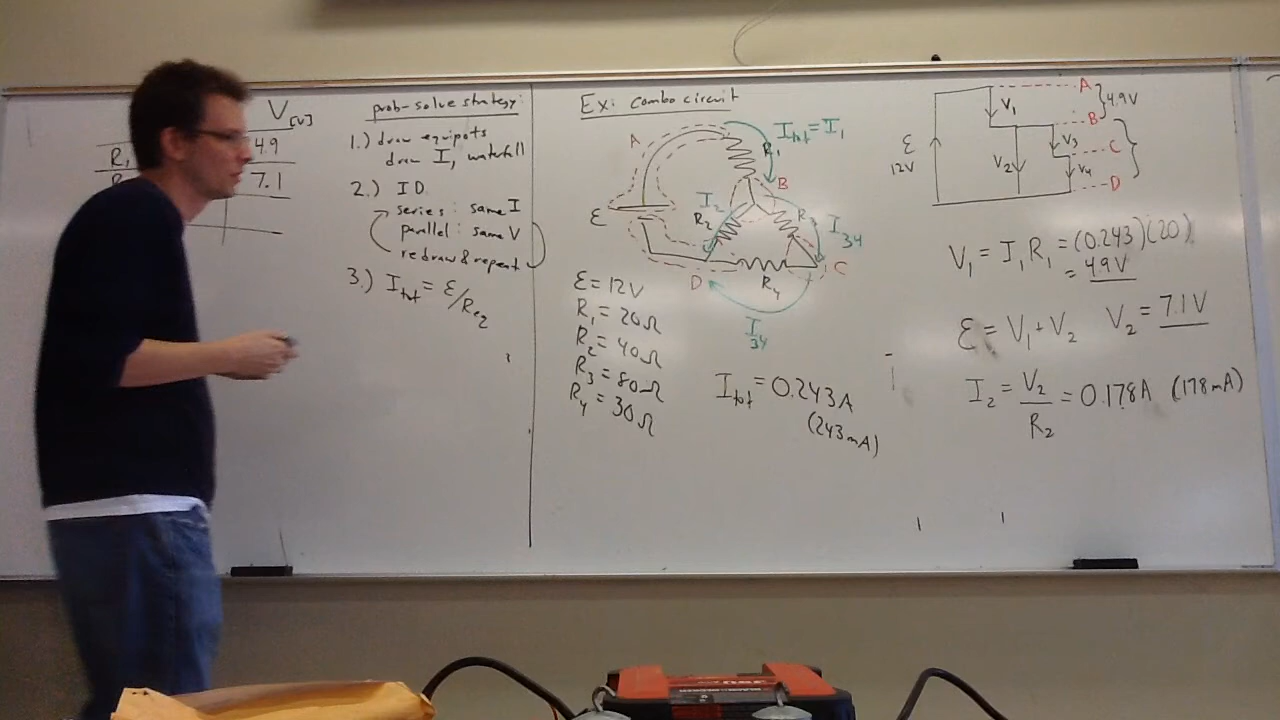 V[V]
R1 4.9
7.1
prob-solve strategy:
1.) draw equipots
draw I, waterfall
2.) ID
series: same I
parallel: same V
redraw & repeat
3.) Itot = ε/Req
Ex: combo circuit
Itot = I1
A
R1
B
I2
ε
R2
R
I34
C
D
R4
I34
ε = 12V
R1 = 20Ω
R2 = 40Ω
R3 = 80Ω
R4 = 30Ω
Itot = 0.243A
(243mA)
A
V1
4.9V
B
ε
12V
V2
V3
C
V4
D
V1 = I1 R1 = (0.243)(20)
= 4.9V
ε = V1 + V2 V2 = 7.1V
I2 = V2/R2 = 0.178A (178mA)